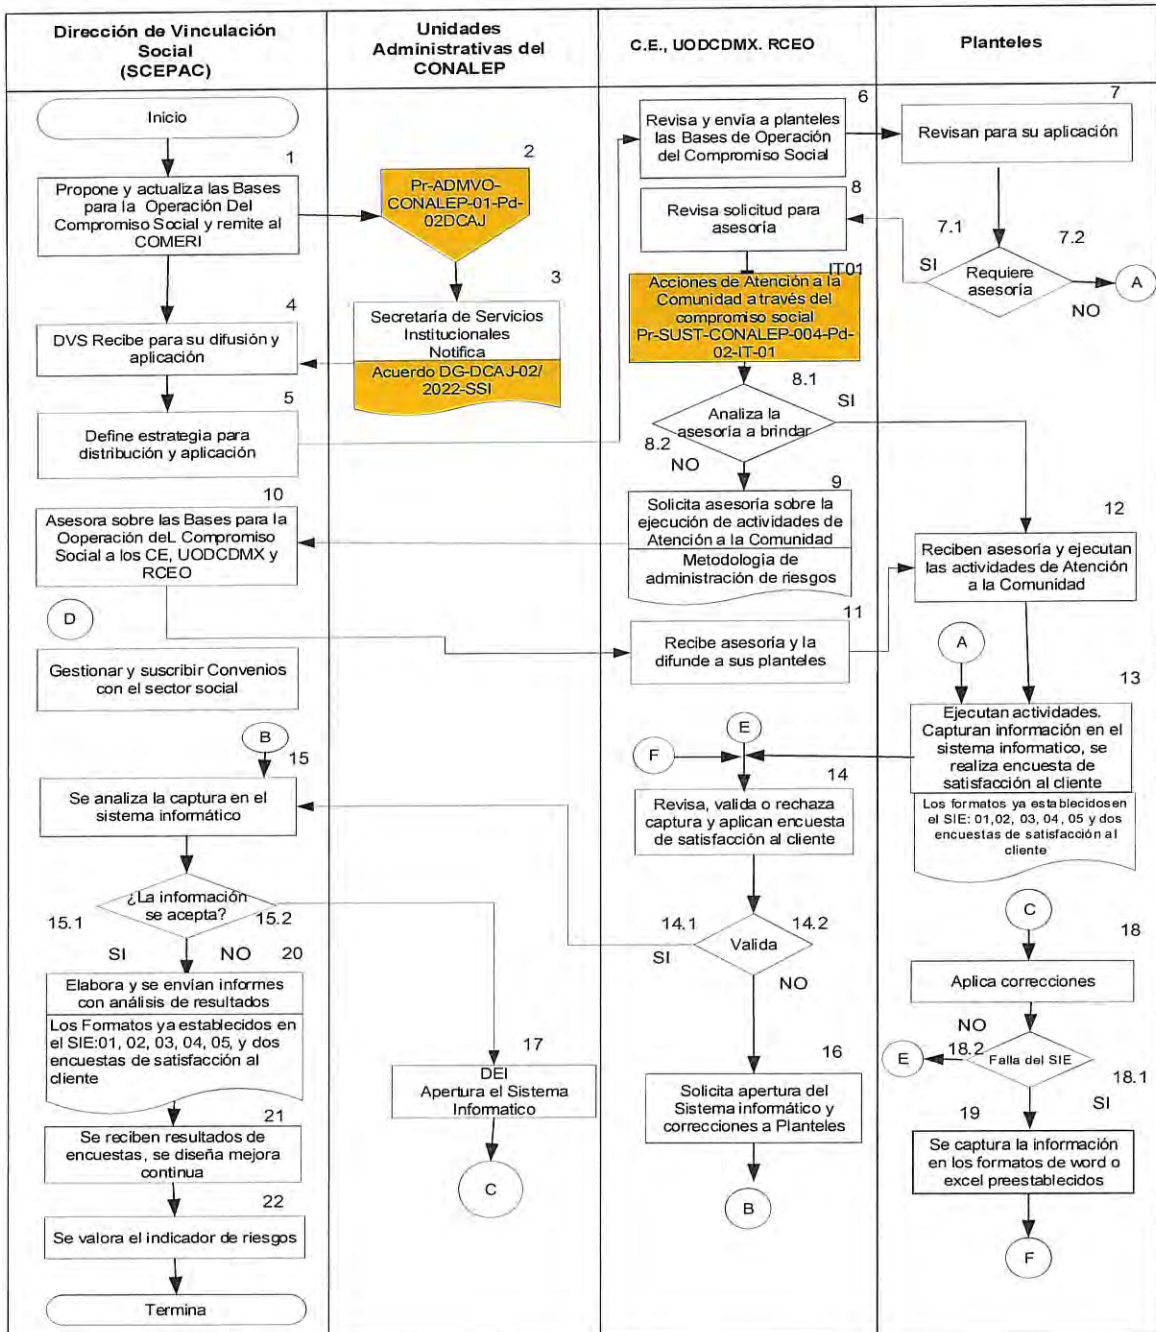 Dirección de Vinculación
Social
(SCEPAC)
Unidades
Administrativas del
CONALEP
C.E., UODCDMX. RCEO
Planteles
Inicio
1
Propone y actualiza las Bases
para la Operación Del
Compromiso Social y remite al
COMERI
2
Pr-ADMVO-
CONALEP-01-Pd-
02DCAJ
3
Secretaría de Servicios
Institucionales
Notifica
Acuerdo DG-DCAJ-02/
2022-SSI
4
DVS Recibe para su difusión y
aplicación
5
Define estrategia para
distribución y aplicación
6
Revisa y envía a planteles
las Bases de Operación
del Compromiso Social
7
Revisan para su aplicación
7.1
7.2
SI
Requiere
asesoría
NO
A
8
Revisa solicitud para
asesoría
IT01
Acciones de Atención a la
Comunidad a través del
compromiso social
Pr-SUST-CONALEP-004-Pd-
02-IT-01
8.1
SI
Analiza la
asesoría a brindar
8.2
NO
9
Solicita asesoría sobre la
ejecución de actividades de
Atención a la Comunidad
Metodología de
administración de riesgos
10
Asesora sobre las Bases para la
Ooperación deL Compromiso
Social a los CE, UODCDMX y
RCEO
11
Recibe asesoría y la
difunde a sus planteles
12
Reciben asesoría y ejecutan
las actividades de Atención
a la Comunidad
D
Gestionar y suscribir Convenios
con el sector social
A
13
Ejecutan actividades.
Capturan información en el
sistema informatico, se
realiza encuesta de
satisfacción al cliente
Los formatos ya establecidos en
el SIE: 01,02, 03, 04, 05 y dos
encuestas de satisfacción al
cliente
E
F
14
Revisa, valida o rechaza
captura y aplican encuesta
de satisfacción al cliente
14.1
14.2
SI
Valida
NO
B
15
Se analiza la captura en el
sistema informático
¿La información
se acepta?
15.1
15.2
SI
NO
16
Solicita apertura del
Sistema informático y
correcciones a Planteles
B
17
DEI
Apertura el Sistema
Informatico
C
C
18
Aplica correcciones
NO
18.2
Falla del SIE
18.1
SI
E
19
Se captura la información
en los formatos de word o
excel preestablecidos
F
20
Elabora y se envían informes
con análisis de resultados
Los Formatos ya establecidos en
el SIE:01, 02, 03, 04, 05, y dos
encuestas de satisfacción al
cliente
21
Se reciben resultados de
encuestas, se diseña mejora
continua
22
Se valora el indicador de riesgos
Termina